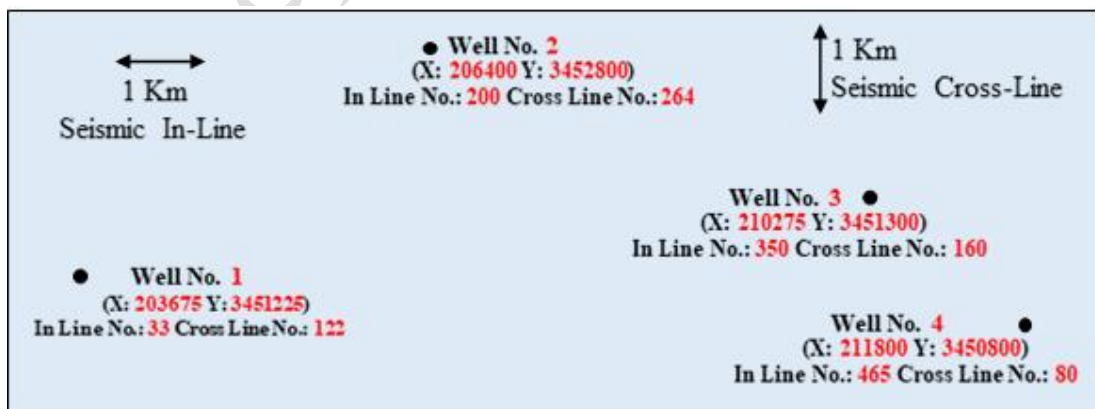 Well No. 2
(X: 206400 Y: 3452800)
In Line No.: 200 Cross Line No.: 264
1 Km
Seismic In-Line
1 Km
Seismic Cross-Line
Well No. 3
(X: 210275 Y: 3451300)
In Line No.: 350 Cross Line No.: 160
Well No. 1
(X: 203675 Y: 3451225)
In Line No.: 33 Cross Line No.: 122
Well No. 4
(X: 211800 Y: 3450800)
In Line No.: 465 Cross Line No.: 80